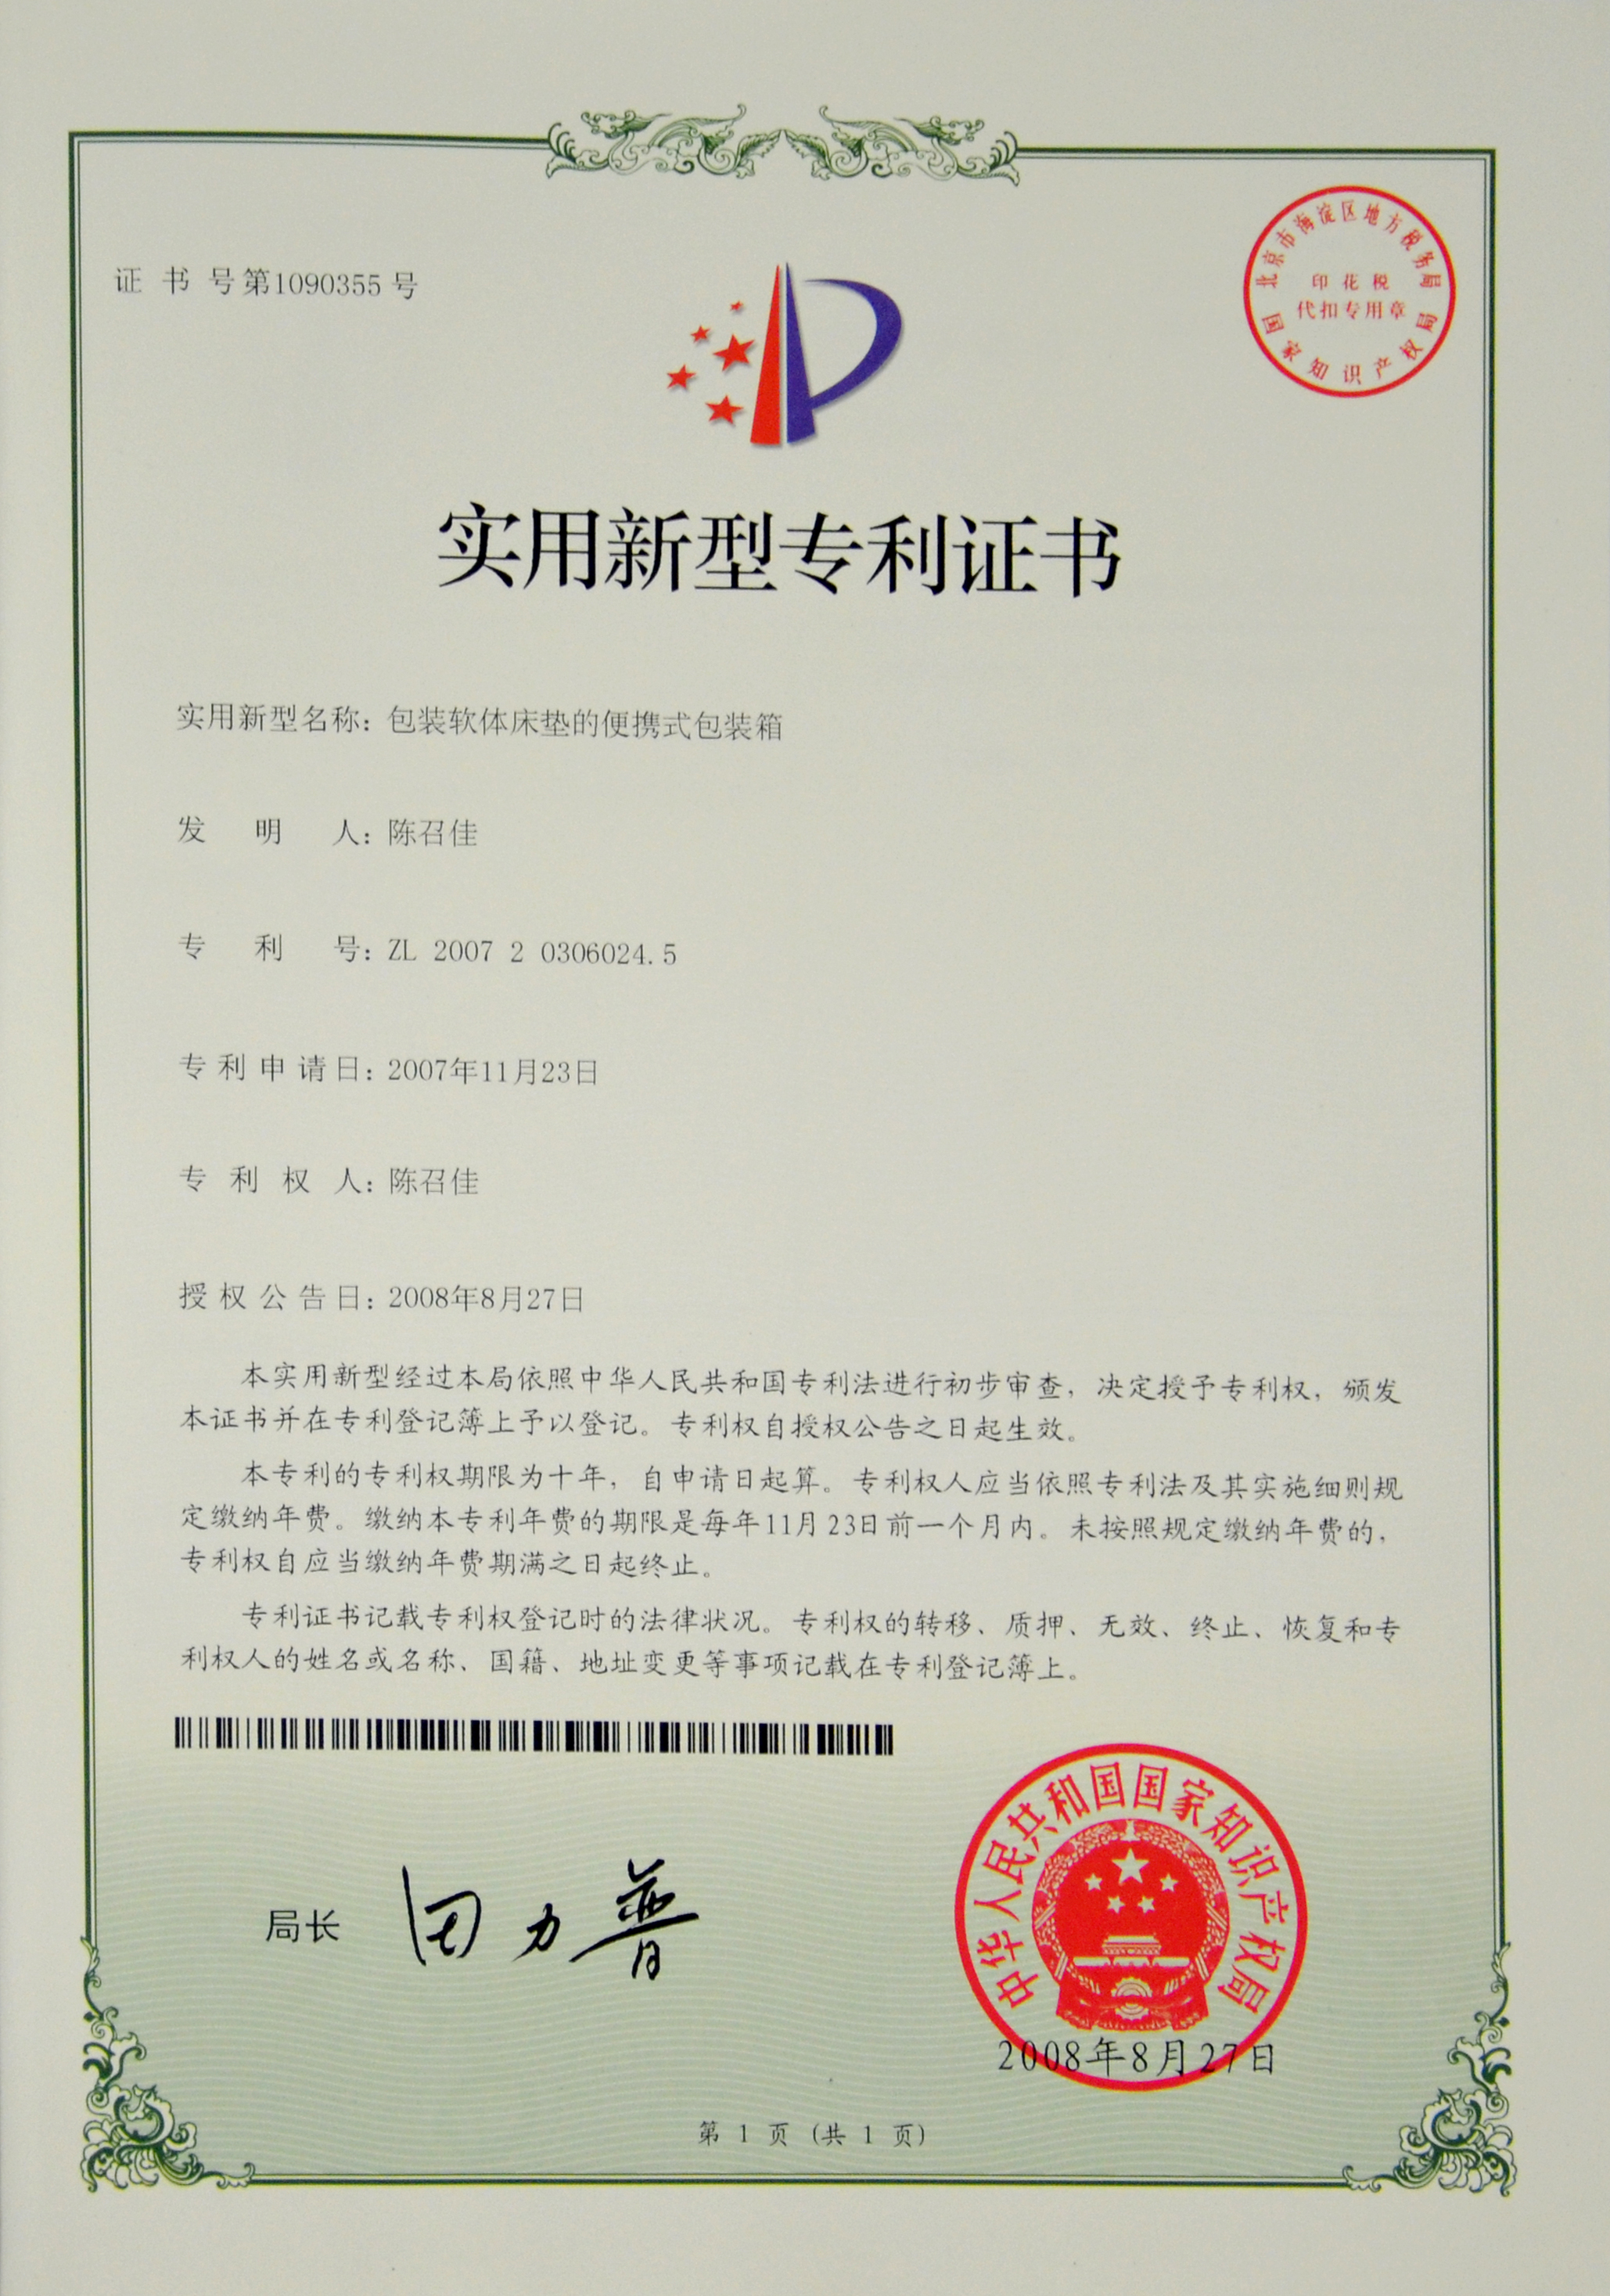 证书号第1090355号
北京市海淀区地方税务局
印花税
代扣专用章
国家知识产权局
实用新型专利证书
实用新型名称：包装软体床垫的便携式包装箱
发明人：陈召佳
专利号：ZL 2007 2 0306024.5
专利申请日：2007年11月23日
专利权人：陈召佳
授权公告日：2008年8月27日
本实用新型经过本局依照中华人民共和国专利法进行初步审查，决定授予专利权，颁发
本证书并在专利登记簿上予以登记。专利权自授权公告之日起生效。
本专利的专利权期限为十年，自申请日起算。专利权人应当依照专利法及其实施细则规
定缴纳年费。缴纳本专利年费的期限是每年11月23日前一个月内。未按照规定缴纳年费的，
专利权自应当缴纳年费期满之日起终止。
专利证书记载专利权登记时的法律状况。专利权的转移、质押、无效、终止、恢复和专
利权人的姓名或名称、国籍、地址变更等事项记载在专利登记簿上。
局长 田力普
中华人民共和国国家知识产权局
2008年8月27日
第 1 页 (共 1 页)